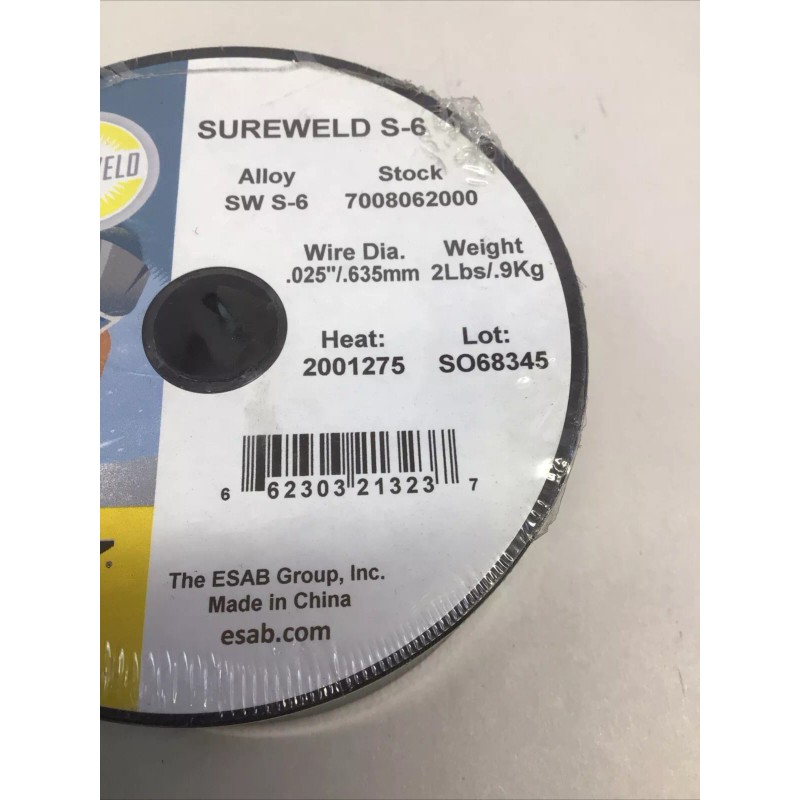 SUREWELD S-6
Alloy Stock
SW S-6 7008062000
Wire Dia. Weight
.025"/.635mm 2Lbs/.9Kg
Heat: Lot:
2001275 SO68345
6 62303 21323 7
The ESAB Group, Inc.
Made in China
esab.com
®